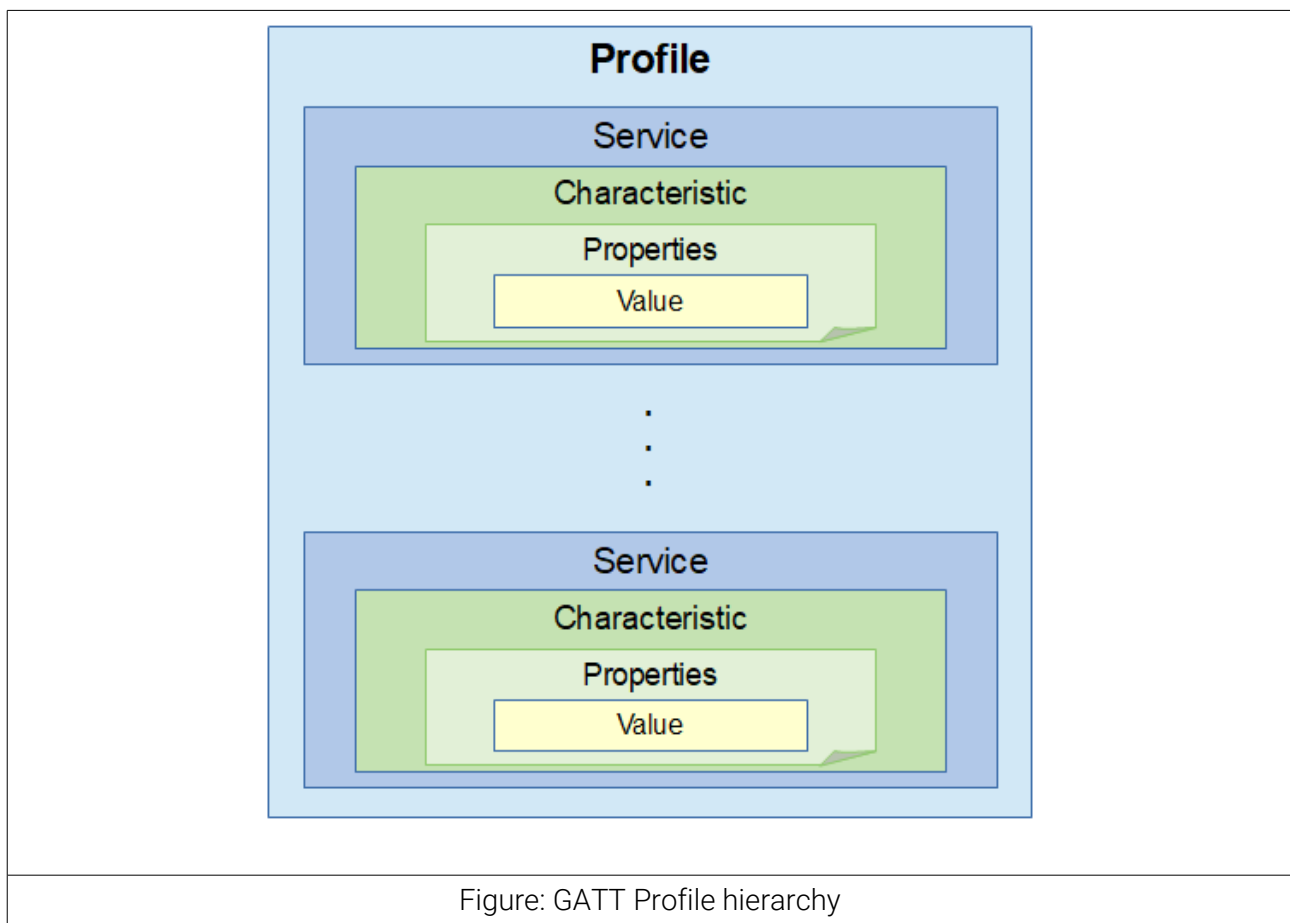 Profile
Service
Characteristic
Properties
Value
.
.
.
Service
Characteristic
Properties
Value
Figure: GATT Profile hierarchy